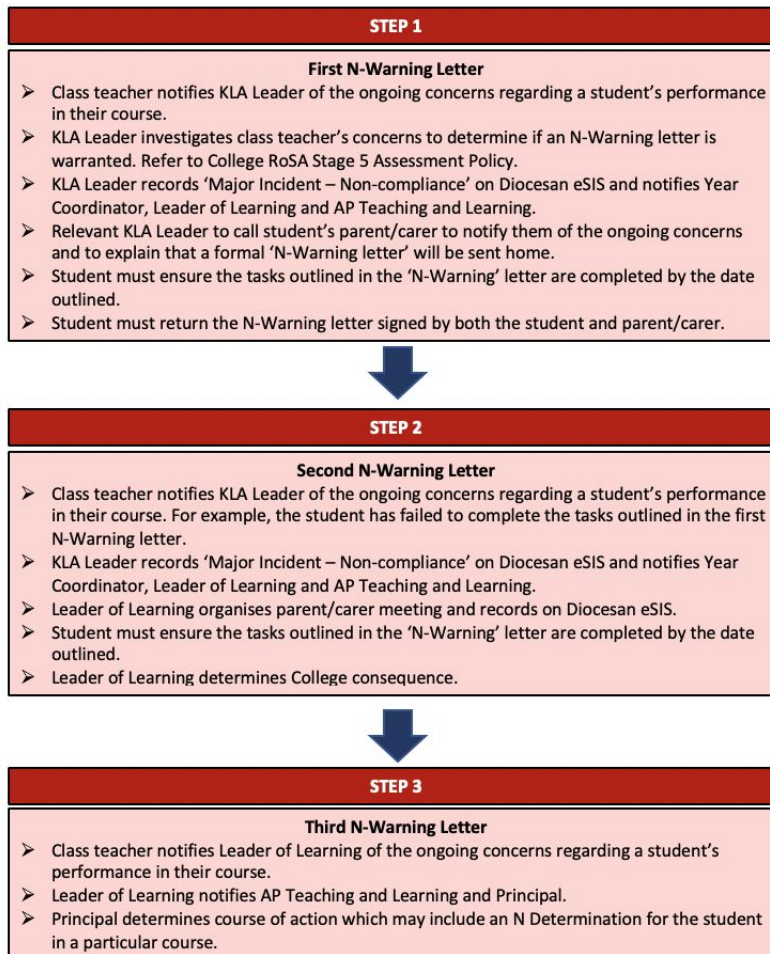 STEP 1
First N-Warning Letter
➤ Class teacher notifies KLA Leader of the ongoing concerns regarding a student's performance
in their course.
➤ KLA Leader investigates class teacher's concerns to determine if an N-Warning letter is
warranted. Refer to College RoSA Stage 5 Assessment Policy.
➤ KLA Leader records 'Major Incident – Non-compliance' on Diocesan eSIS and notifies Year
Coordinator, Leader of Learning and AP Teaching and Learning.
➤ Relevant KLA Leader to call student's parent/carer to notify them of the ongoing concerns
and to explain that a formal 'N-Warning letter' will be sent home.
➤ Student must ensure the tasks outlined in the 'N-Warning' letter are completed by the date
outlined.
➤ Student must return the N-Warning letter signed by both the student and parent/carer.
STEP 2
Second N-Warning Letter
➤ Class teacher notifies KLA Leader of the ongoing concerns regarding a student's performance
in their course. For example, the student has failed to complete the tasks outlined in the first
N-Warning letter.
➤ KLA Leader records 'Major Incident – Non-compliance' on Diocesan eSIS and notifies Year
Coordinator, Leader of Learning and AP Teaching and Learning.
➤ Leader of Learning organises parent/carer meeting and records on Diocesan eSIS.
➤ Student must ensure the tasks outlined in the 'N-Warning' letter are completed by the date
outlined.
➤ Leader of Learning determines College consequence.
STEP 3
Third N-Warning Letter
➤ Class teacher notifies Leader of Learning of the ongoing concerns regarding a student's
performance in their course.
➤ Leader of Learning notifies AP Teaching and Learning and Principal.
➤ Principal determines course of action which may include an N Determination for the student
in a particular course.